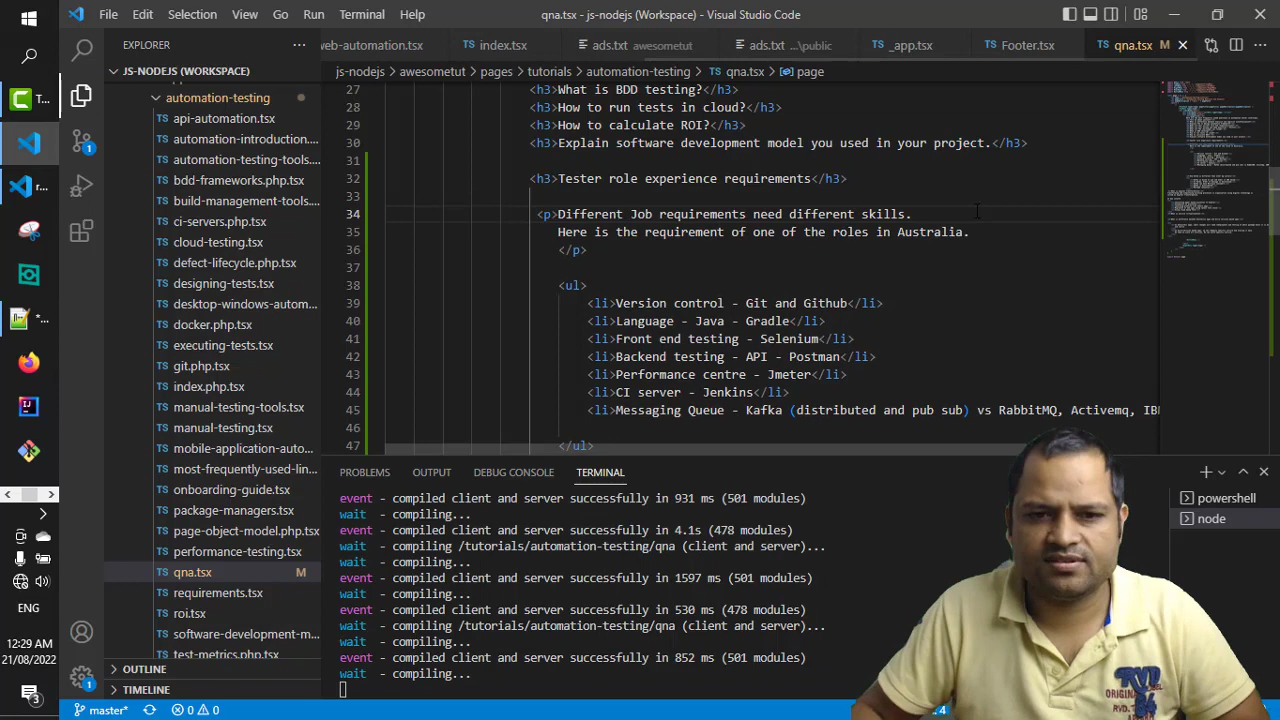 File Edit Selection View Go Run Terminal Help
qna.tsx - js-nodejs (Workspace) - Visual Studio Code
EXPLORER
web-automation.tsx index.tsx ads.txt awesometut ads.txt ...\public _app.tsx Footer.tsx qna.tsx M
JS-NODEJS (WORKSPACE)
js-nodejs > awesometut > pages > tutorials > automation-testing > qna.tsx > page
automation-testing
api-automation.tsx
automation-introduction....
automation-testing-tools...
bdd-frameworks.php.tsx
build-management-tools...
ci-servers.php.tsx
cloud-testing.tsx
defect-lifecycle.php.tsx
designing-tests.tsx
desktop-windows-autom...
docker.php.tsx
executing-tests.tsx
git.php.tsx
index.php.tsx
manual-testing-tools.tsx
manual-testing.tsx
mobile-application-auto...
most-frequently-used-lin...
onboarding-guide.tsx
package-managers.tsx
page-object-model.php.tsx
performance-testing.tsx
qna.tsx M
requirements.tsx
roi.tsx
software-development-m...
test-metrics.php.tsx
OUTLINE
TIMELINE
27 <h3>What is BDD testing?</h3>
28 <h3>How to run tests in cloud?</h3>
29 <h3>How to calculate ROI?</h3>
30 <h3>Explain software development model you used in your project.</h3>
31
32 <h3>Tester role experience requirements</h3>
33
34 <p>Different Job requirements need different skills.
35 Here is the requirement of one of the roles in Australia.
36 </p>
37
38 <ul>
39 <li>Version control - Git and Github</li>
40 <li>Language - Java - Gradle</li>
41 <li>Front end testing - Selenium</li>
42 <li>Backend testing - API - Postman</li>
43 <li>Performance centre - Jmeter</li>
44 <li>CI server - Jenkins</li>
45 <li>Messaging Queue - Kafka (distributed and pub sub) vs RabbitMQ, Activemq, IB
46
47 </ul>
PROBLEMS OUTPUT DEBUG CONSOLE TERMINAL
event - compiled client and server successfully in 931 ms (501 modules)
wait - compiling...
event - compiled client and server successfully in 4.1s (478 modules)
wait - compiling /tutorials/automation-testing/qna (client and server)...
wait - compiling...
event - compiled client and server successfully in 1597 ms (501 modules)
wait - compiling...
event - compiled client and server successfully in 530 ms (478 modules)
wait - compiling /tutorials/automation-testing/qna (client and server)...
wait - compiling...
event - compiled client and server successfully in 852 ms (501 modules)
wait - compiling...
powershell
node
T...
r...
ENG
12:29 AM
21/08/2022
3
1
1
master*
0 0
RVD